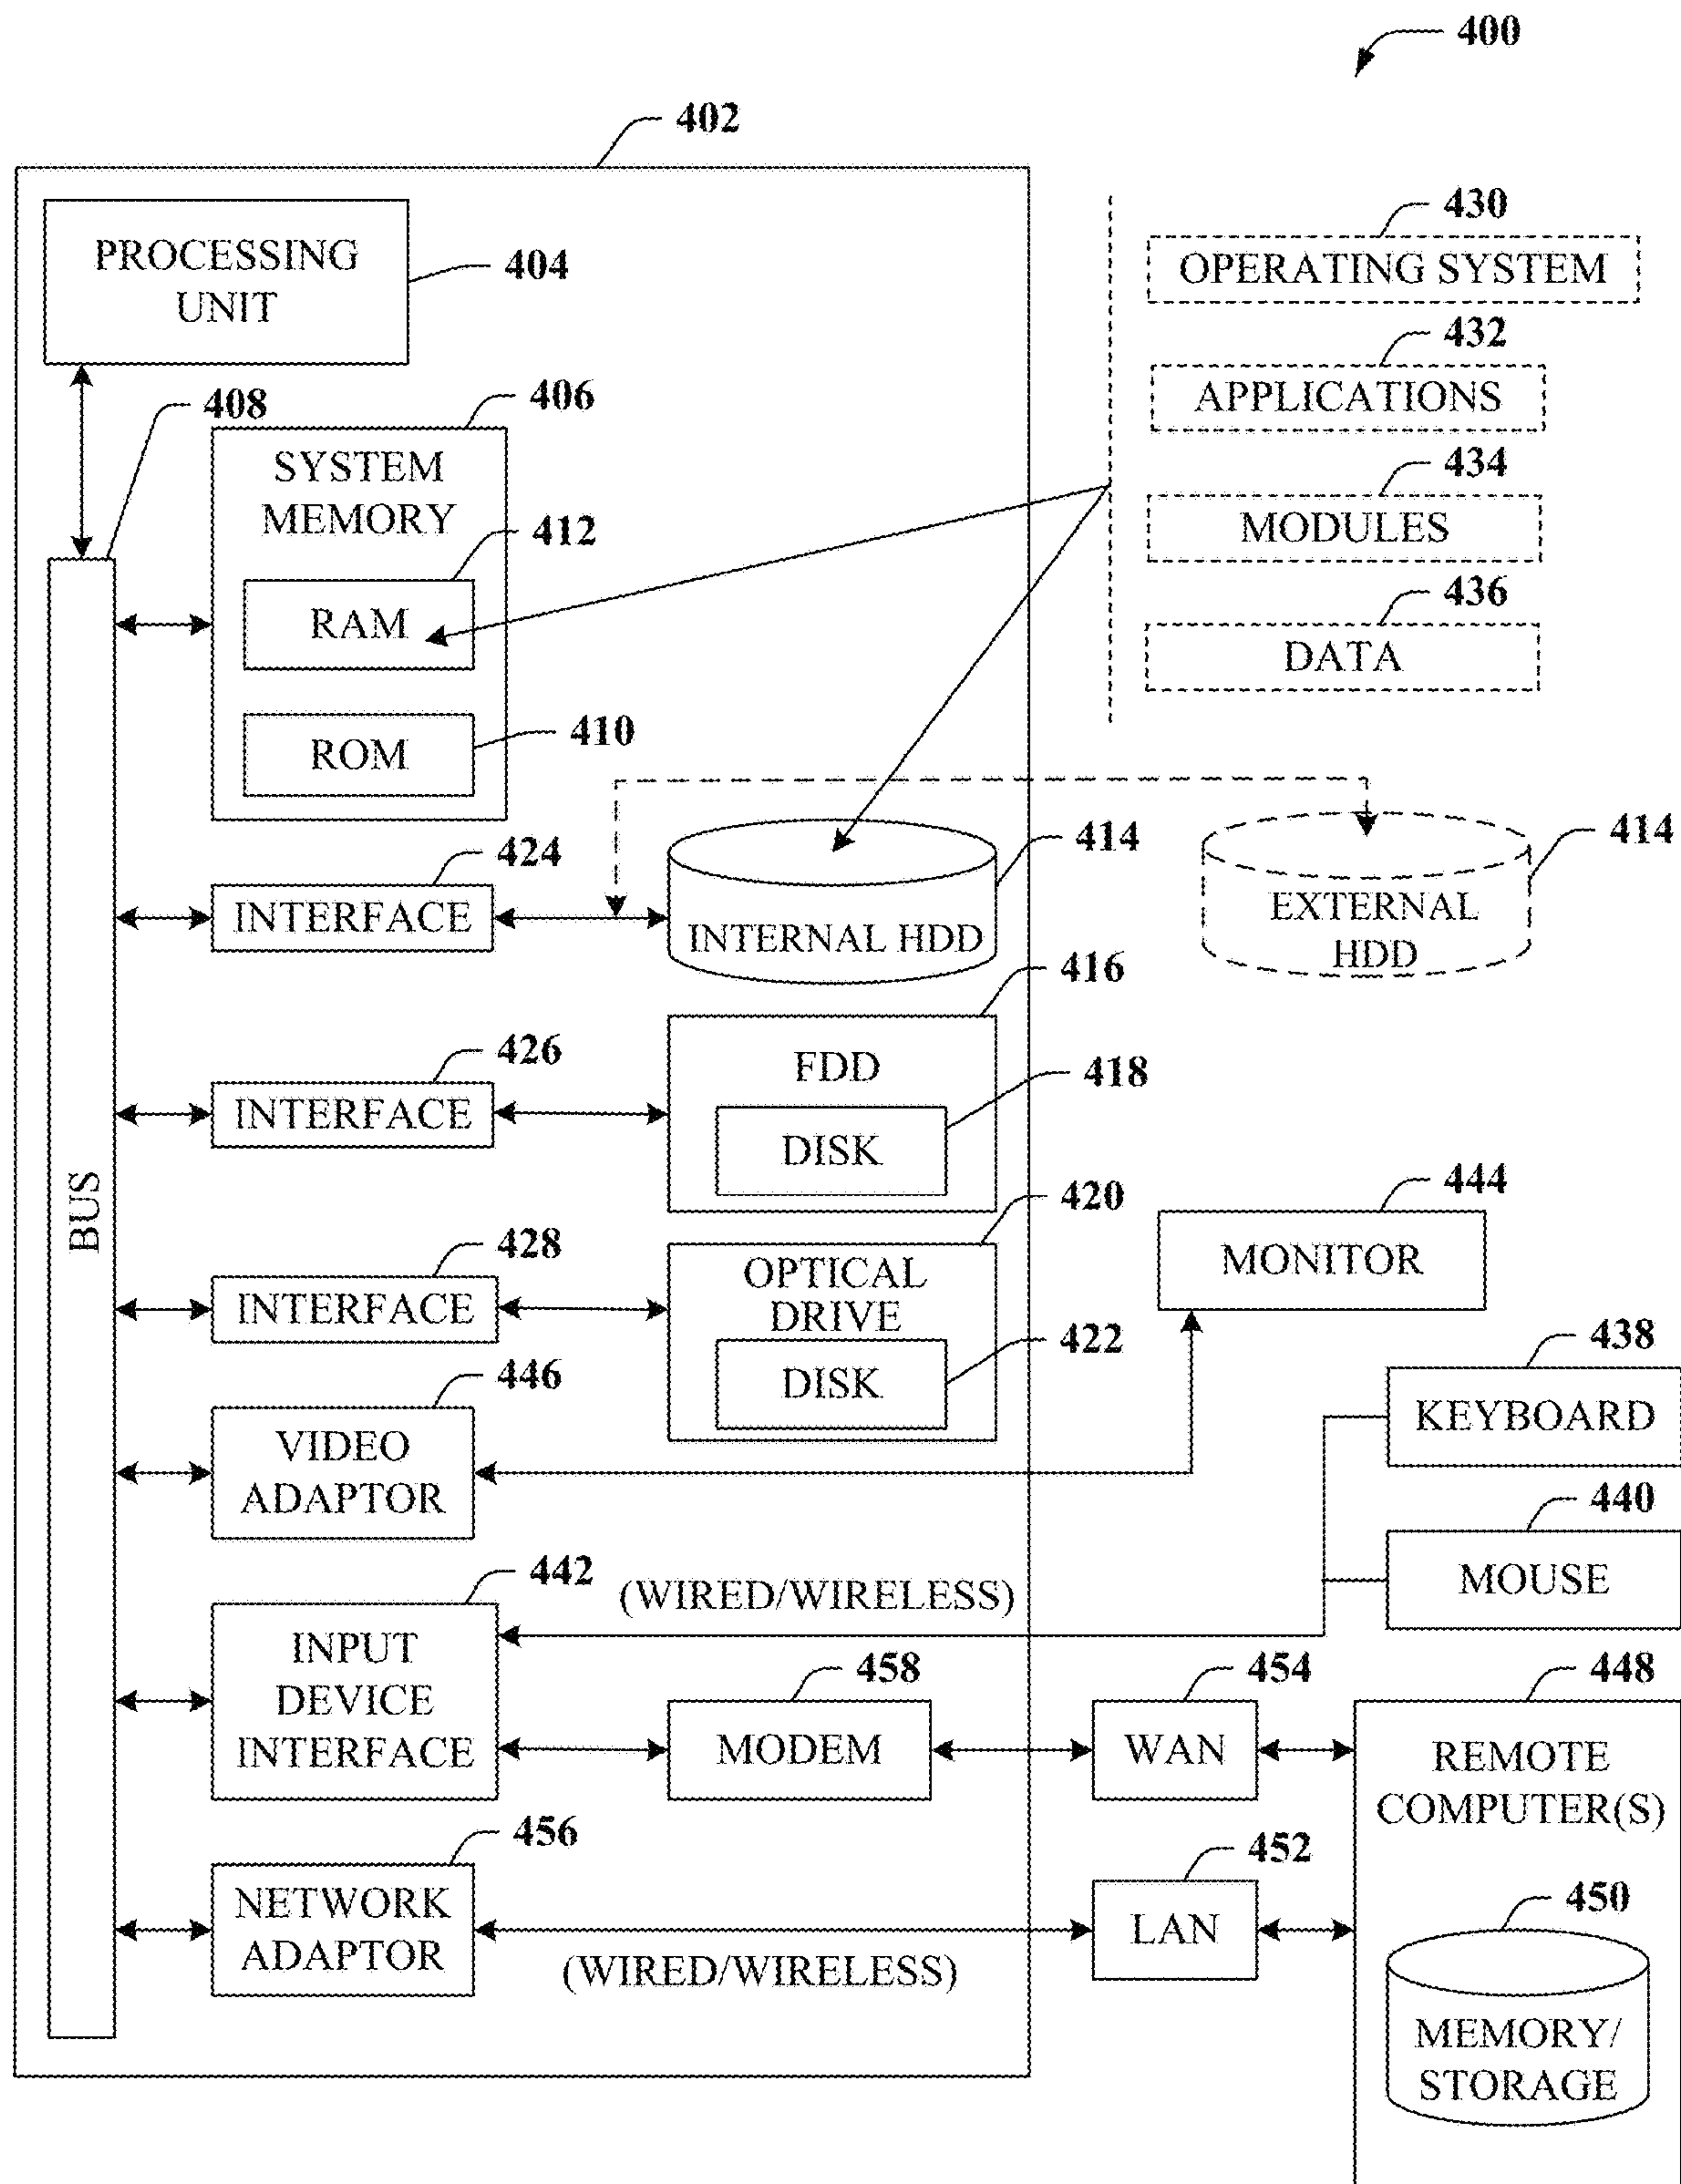 400
402
PROCESSING
UNIT
404
430
OPERATING SYSTEM
432
APPLICATIONS
434
MODULES
436
DATA
408
406
SYSTEM
MEMORY
412
RAM
410
ROM
BUS
424
INTERFACE
414
INTERNAL HDD
414
EXTERNAL
HDD
426
INTERFACE
416
FDD
418
DISK
428
INTERFACE
420
OPTICAL
DRIVE
422
DISK
444
MONITOR
446
VIDEO
ADAPTOR
438
KEYBOARD
440
MOUSE
442
(WIRED/WIRELESS)
INPUT
DEVICE
INTERFACE
458
MODEM
454
WAN
448
REMOTE
COMPUTER(S)
456
NETWORK
ADAPTOR
(WIRED/WIRELESS)
452
LAN
450
MEMORY/
STORAGE